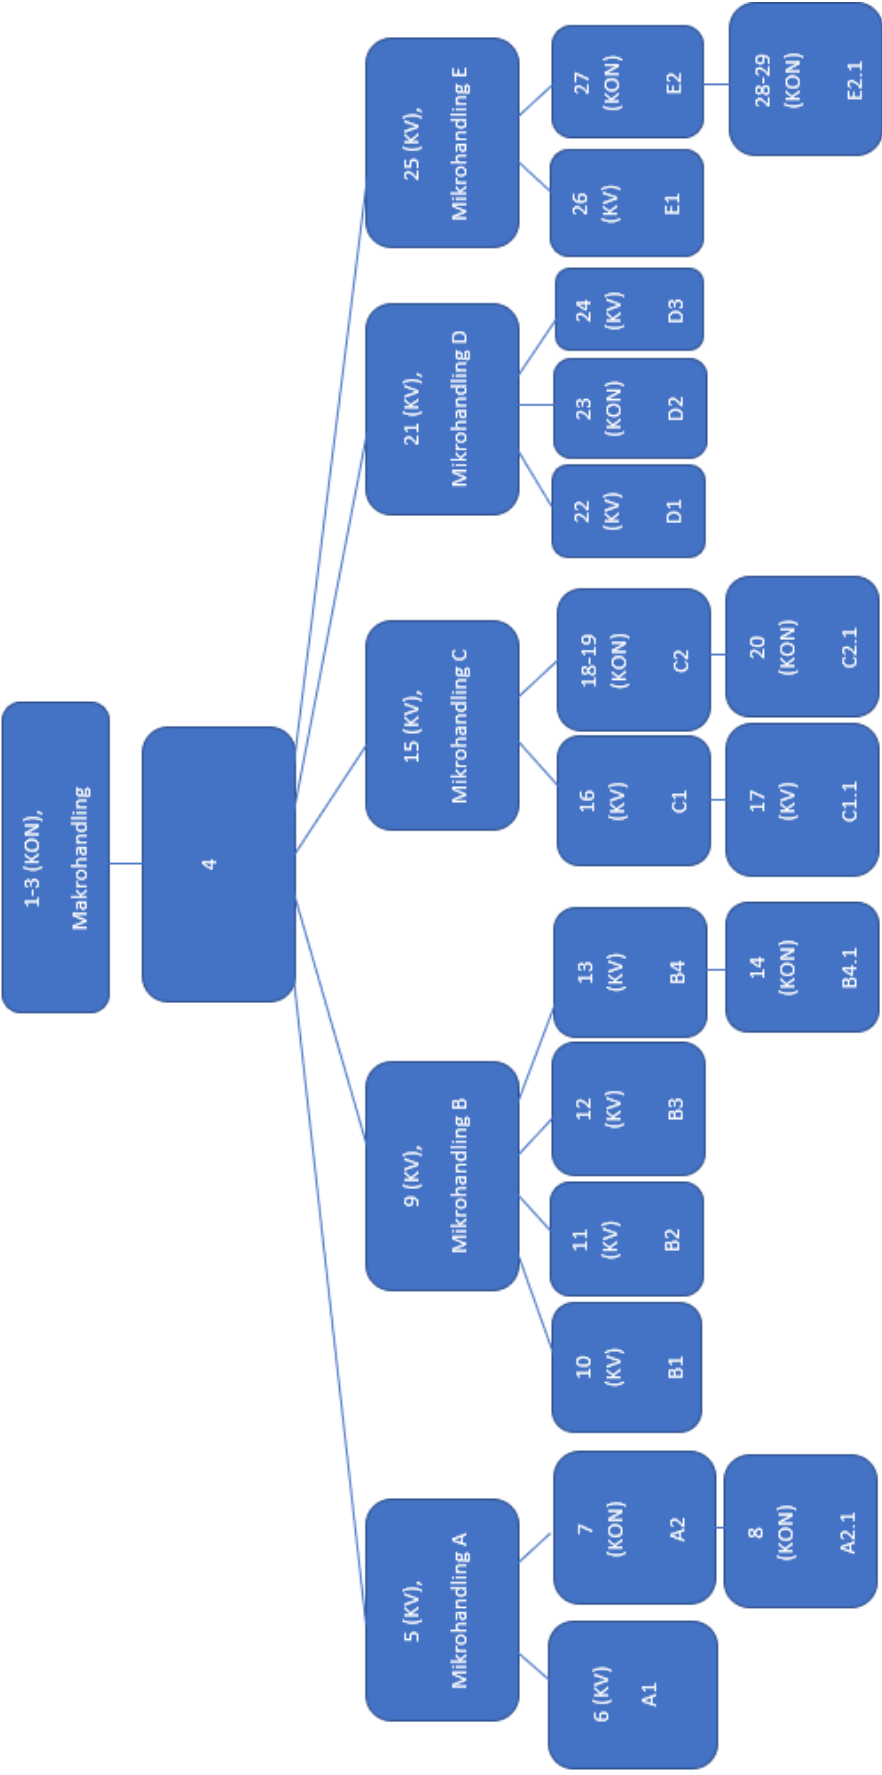 1-3 (KON),
Makrohandling
4
5 (KV),
Mikrohandling A
9 (KV),
Mikrohandling B
15 (KV),
Mikrohandling C
21 (KV),
Mikrohandling D
25 (KV),
Mikrohandling E
6 (KV)
A1
7
(KON)
A2
10
(KV)
B1
11
(KV)
B2
12
(KV)
B3
13
(KV)
B4
16
(KV)
C1
18-19
(KON)
C2
22
(KV)
D1
23
(KON)
D2
24
(KV)
D3
26
(KV)
E1
27
(KON)
E2
8
(KON)
A2.1
14
(KON)
B4.1
17
(KV)
C1.1
20
(KON)
C2.1
28-29
(KON)
E2.1